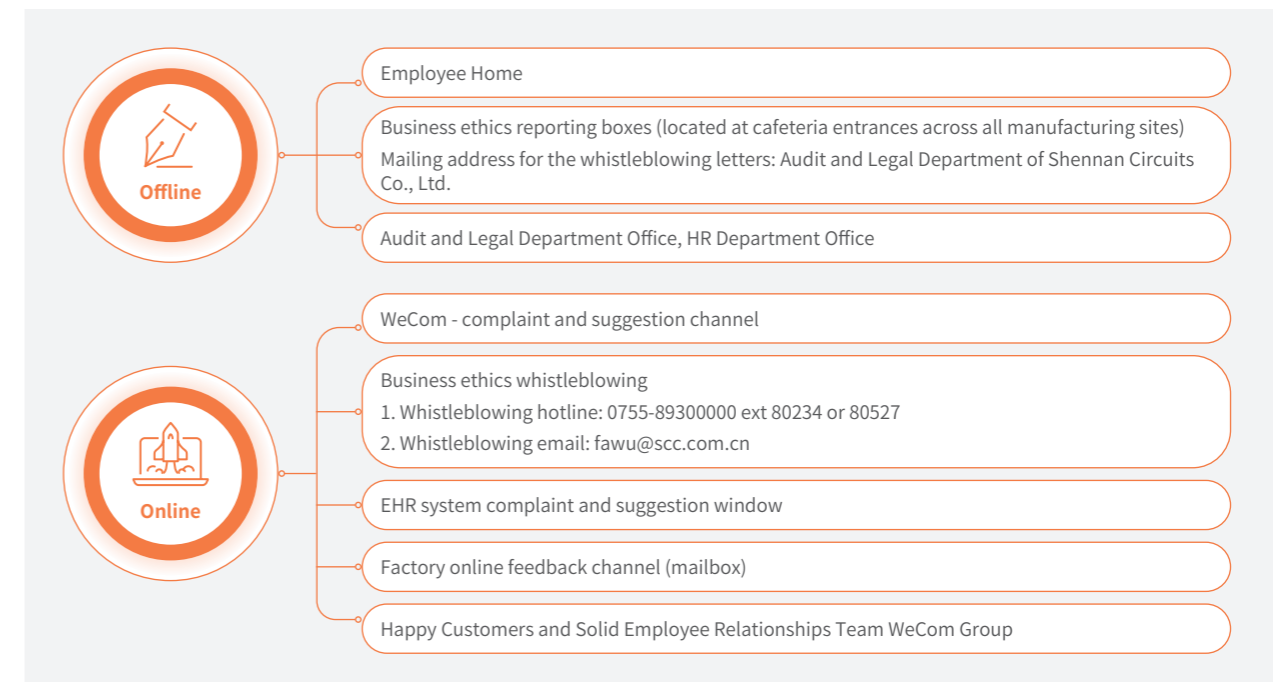 Offline
Employee Home
Business ethics reporting boxes (located at cafeteria entrances across all manufacturing sites)
Mailing address for the whistleblowing letters: Audit and Legal Department of Shennan Circuits
Co., Ltd.
Audit and Legal Department Office, HR Department Office
Online
WeCom - complaint and suggestion channel
Business ethics whistleblowing
1. Whistleblowing hotline: 0755-89300000 ext 80234 or 80527
2. Whistleblowing email: fawu@scc.com.cn
EHR system complaint and suggestion window
Factory online feedback channel (mailbox)
Happy Customers and Solid Employee Relationships Team WeCom Group